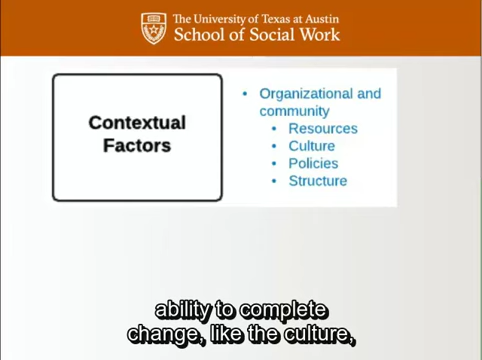 The University of Texas at Austin
School of Social Work
Contextual
Factors
• Organizational and
community
• Resources
• Culture
• Policies
• Structure
ability to complete
change, like the culture,